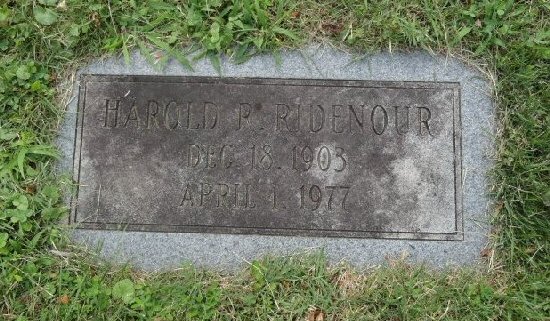 HAROLD P. RIDENOUR
DEC. 18, 1903
APRIL 1, 1977